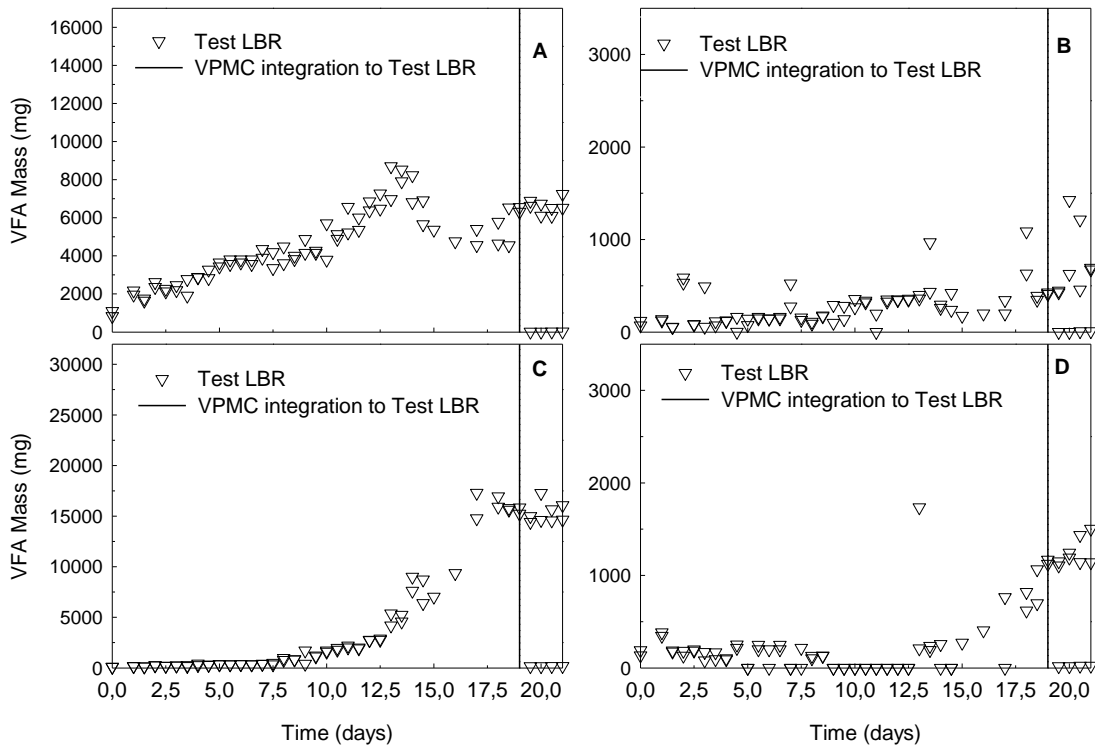 16000
14000
12000
10000
8000
6000
4000
2000
0
VFA Mass (mg)
Test LBR
VPMC integration to Test LBR
A
3000
2000
1000
0
Test LBR
VPMC integration to Test LBR
B
30000
25000
20000
15000
10000
5000
0
VFA Mass (mg)
Test LBR
VPMC integration to Test LBR
C
0,0 2,5 5,0 7,5 10,0 12,5 15,0 17,5 20,0
Time (days)
3000
2000
1000
0
Test LBR
VPMC integration to Test LBR
D
0,0 2,5 5,0 7,5 10,0 12,5 15,0 17,5 20,0
Time (days)